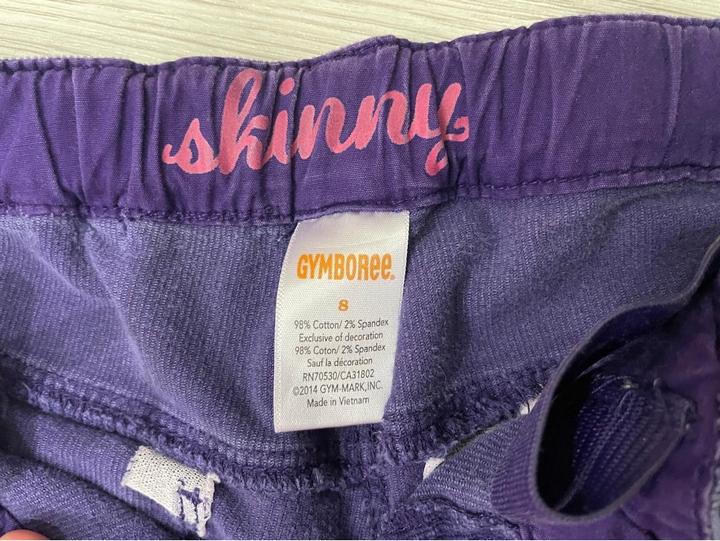 skinny
GYMBORee.
8
98% Cotton/ 2% Spandex
Exclusive of decoration
98% Coton/ 2% Spandex
Sauf la décoration
RN70530/CA31802
©2014 GYM-MARK,INC.
Made in Vietnam